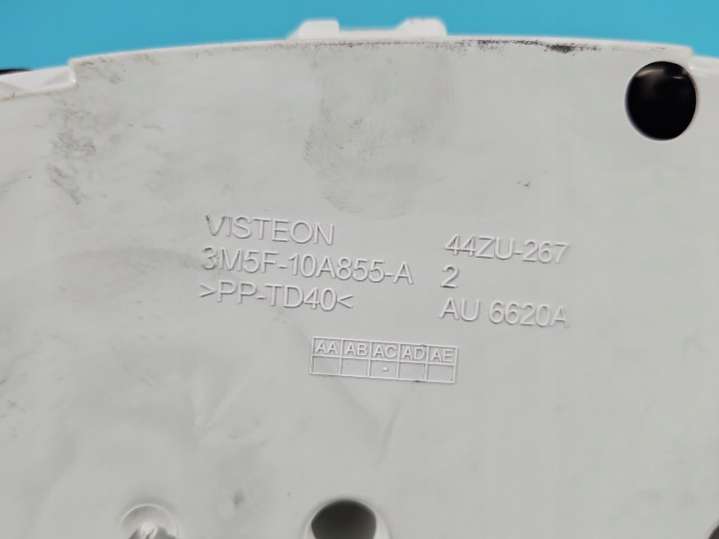 VISTEON
3M5F-10A855-A
>PP-TD40<
44ZU-267
2
AU 6620A
AA AB AC AD AE